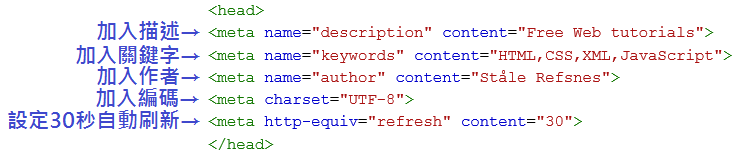 <head>
加入描述→ <meta name="description" content="Free Web tutorials">
加入關鍵字→ <meta name="keywords" content="HTML,CSS,XML,JavaScript">
加入作者→ <meta name="author" content="Ståle Refsnes">
加入編碼→ <meta charset="UTF-8">
設定30秒自動刷新→ <meta http-equiv="refresh" content="30">
</head>